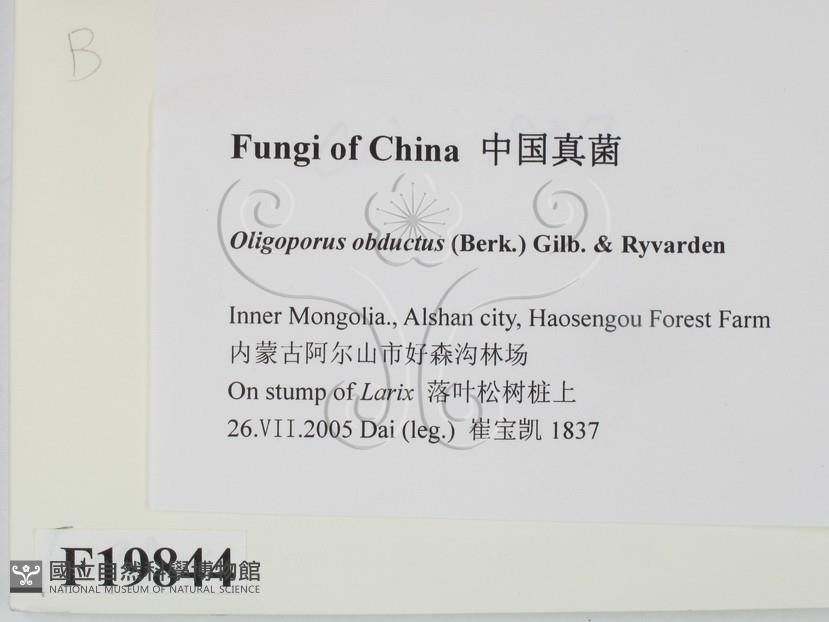 B
Fungi of China 中国真菌
Oligoporus obductus (Berk.) Gilb. & Ryvarden
Inner Mongolia., Alshan city, Haosengou Forest Farm
内蒙古阿尔山市好森沟林场
On stump of Larix 落叶松树桩上
26.VII.2005 Dai (leg.) 崔宝凯 1837
F19844
國立自然科學博物館
NATIONAL MUSEUM OF NATURAL SCIENCE